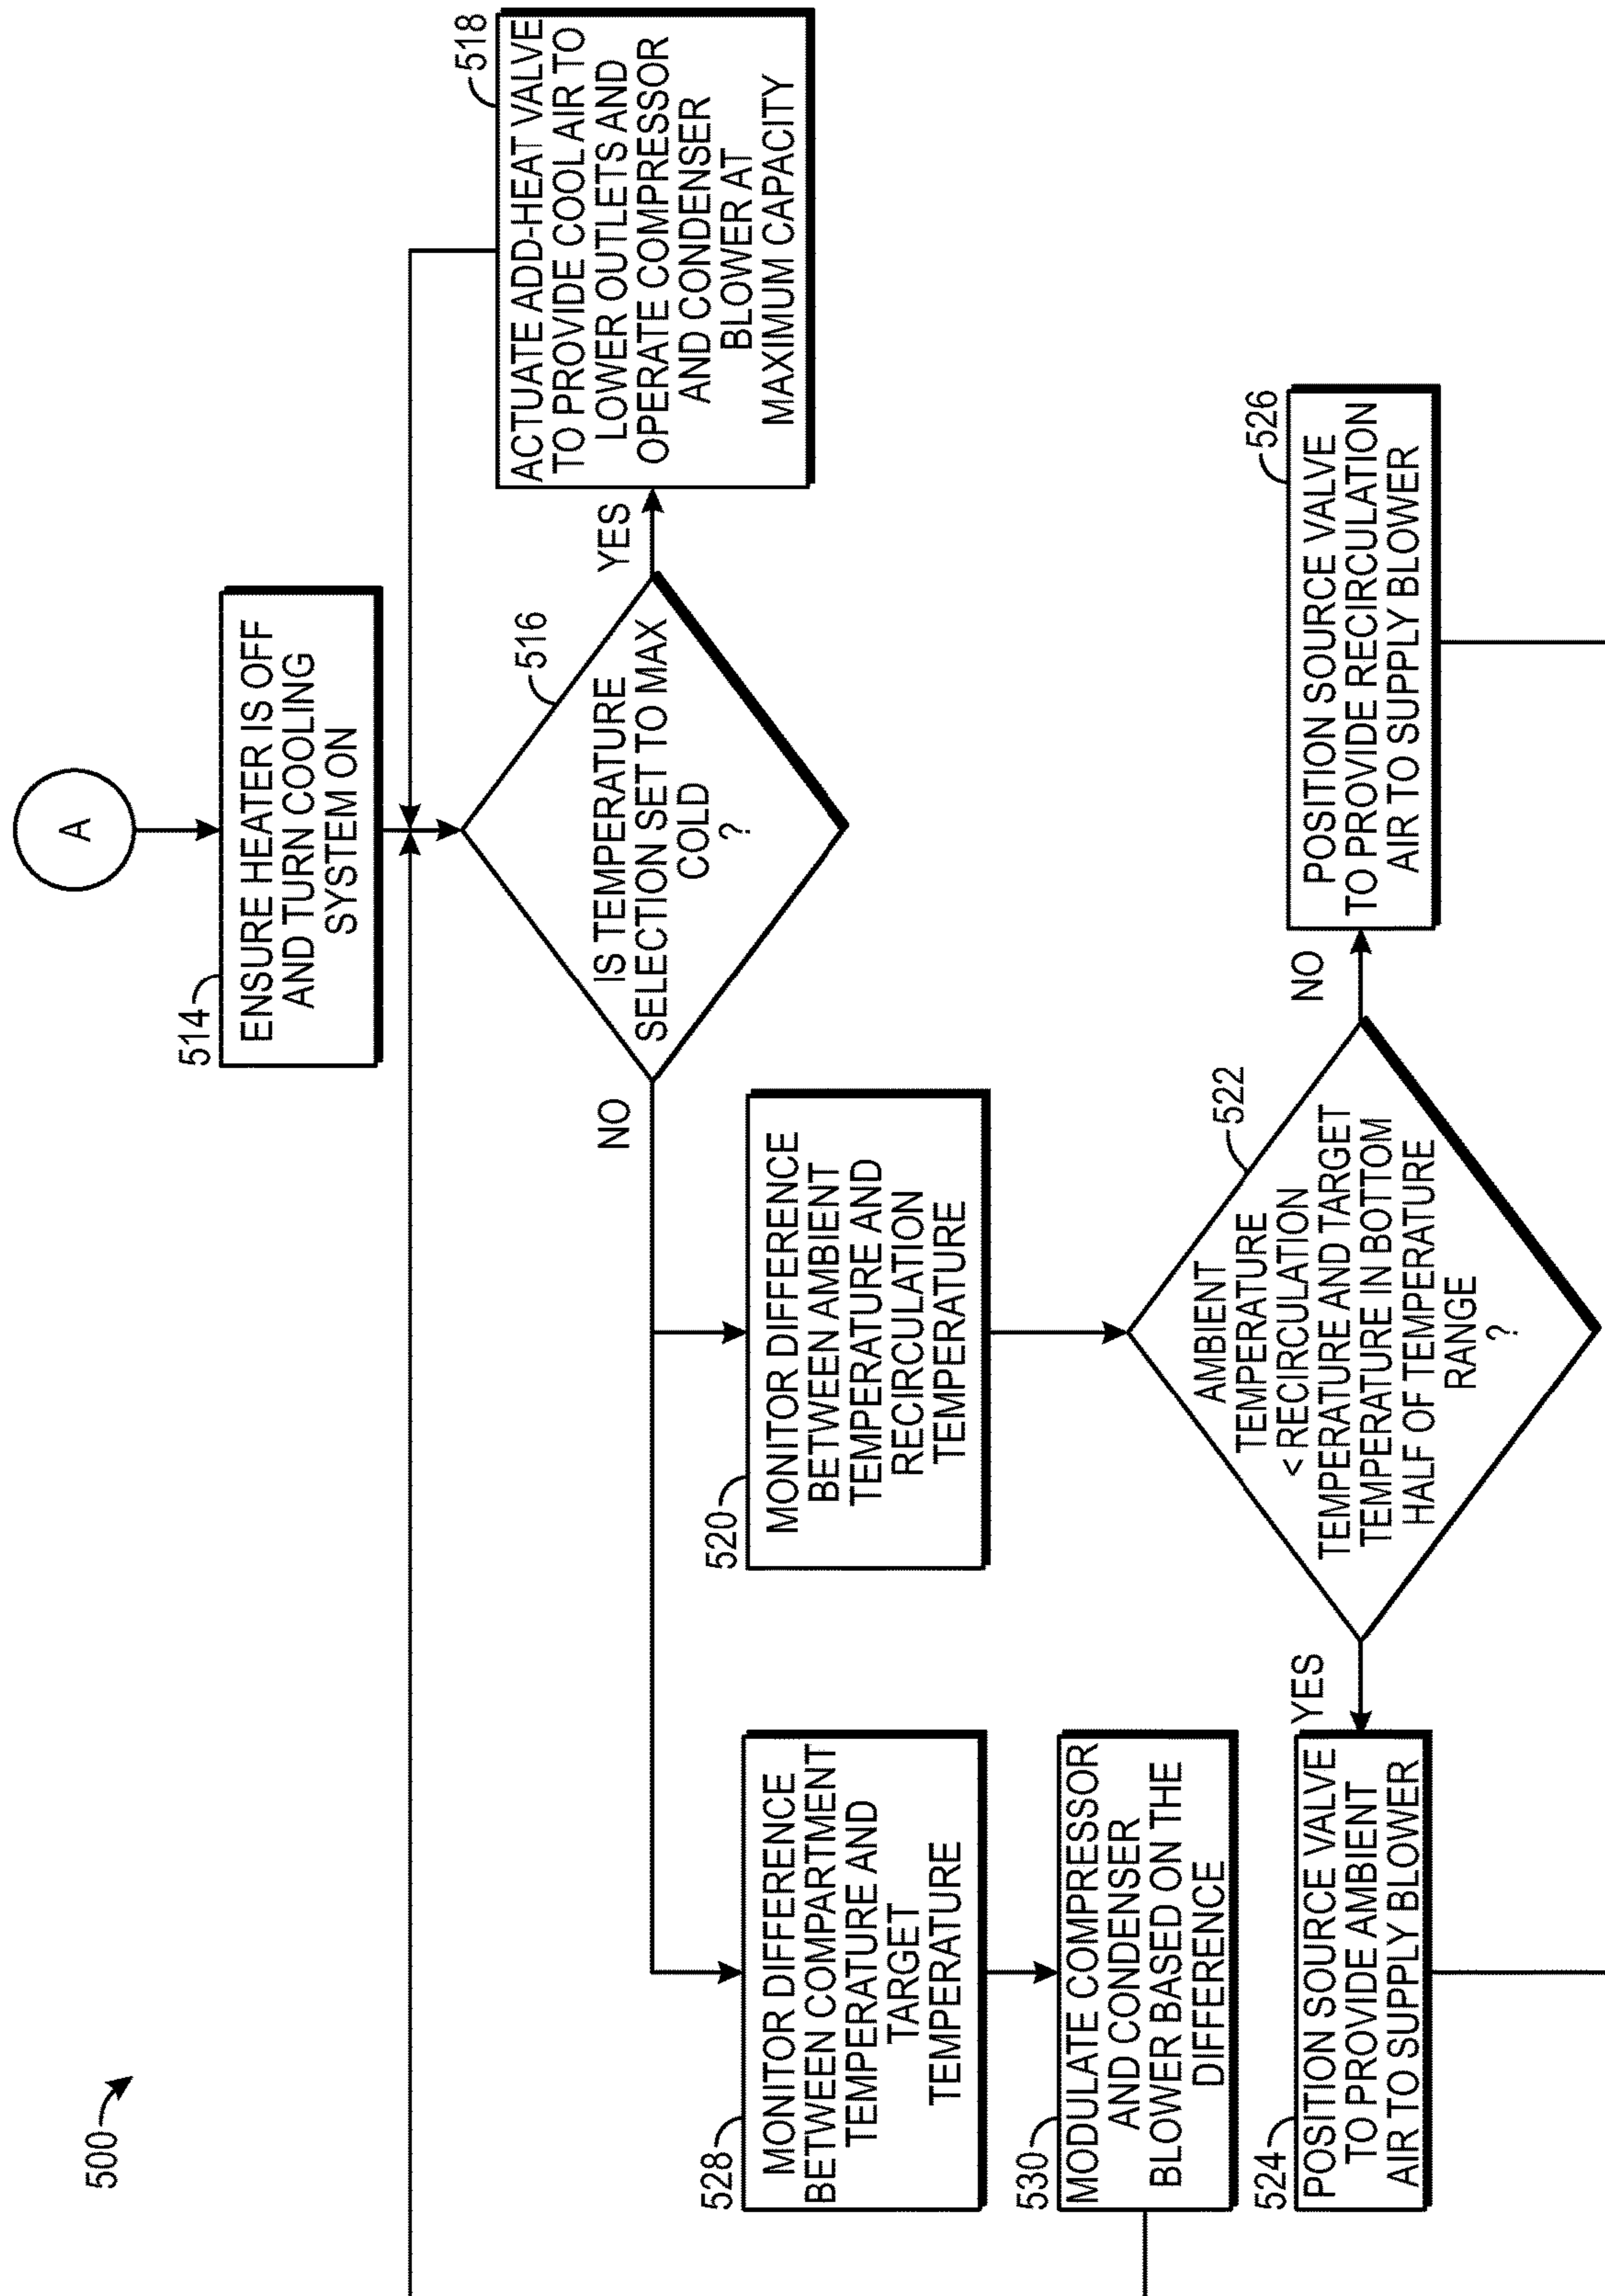 500
A
514
ENSURE HEATER IS OFF
AND TURN COOLING
SYSTEM ON
516
IS TEMPERATURE
SELECTION SET TO MAX
COLD
?
YES
NO
518
ACTUATE ADD-HEAT VALVE
TO PROVIDE COOL AIR TO
LOWER OUTLETS AND
OPERATE COMPRESSOR
AND CONDENSER
BLOWER AT
MAXIMUM CAPACITY
528
MONITOR DIFFERENCE
BETWEEN COMPARTMENT
TEMPERATURE AND
TARGET
TEMPERATURE
520
MONITOR DIFFERENCE
BETWEEN AMBIENT
TEMPERATURE AND
RECIRCULATION
TEMPERATURE
530
MODULATE COMPRESSOR
AND CONDENSER
BLOWER BASED ON THE
DIFFERENCE
522
AMBIENT
TEMPERATURE
< RECIRCULATION
TEMPERATURE AND TARGET
TEMPERATURE IN BOTTOM
HALF OF TEMPERATURE
RANGE
?
YES
NO
524
POSITION SOURCE VALVE
TO PROVIDE AMBIENT
AIR TO SUPPLY BLOWER
526
POSITION SOURCE VALVE
TO PROVIDE RECIRCULATION
AIR TO SUPPLY BLOWER